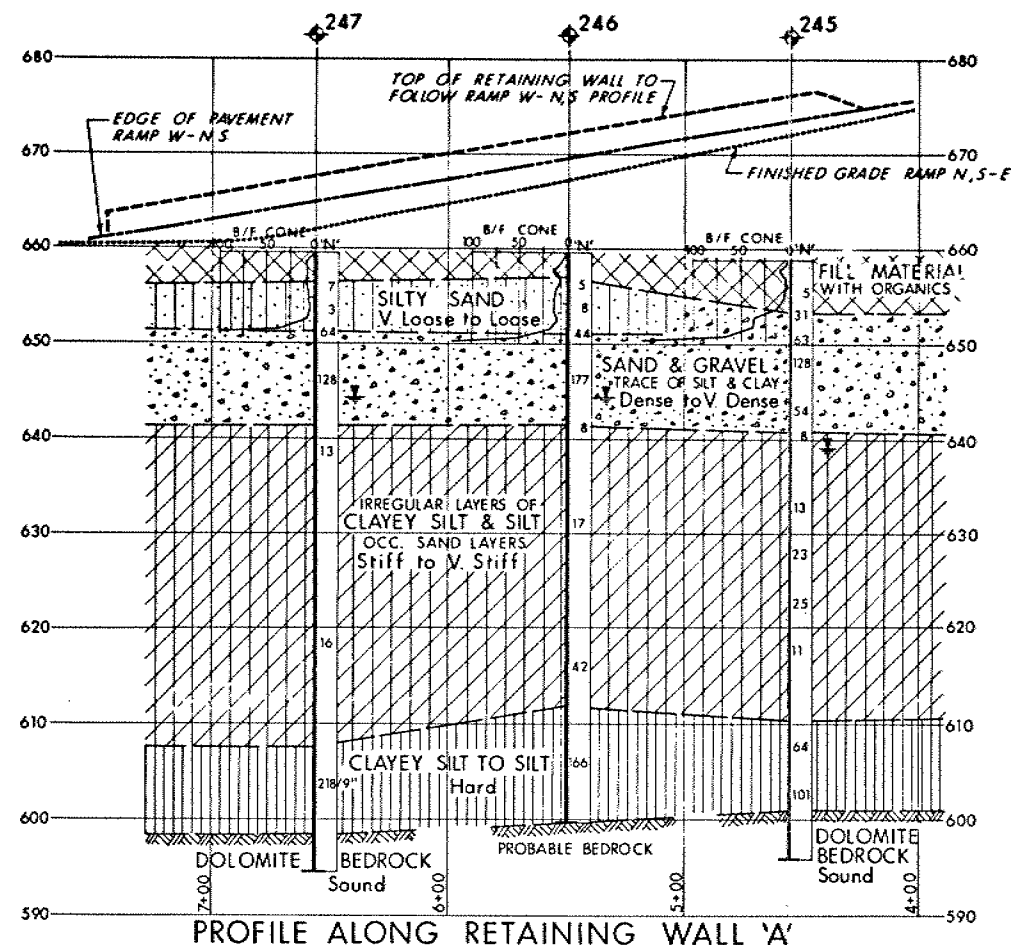 247
246
245
680
680
TOP OF RETAINING WALL TO
FOLLOW RAMP W-N,S PROFILE
EDGE OF PAVEMENT
RAMP W-N S
670
670
FINISHED GRADE RAMP N,S-E
660
B/F CONE
100 50 0 'N'
B/F CONE
100 50 0 'N'
B/F CONE
100 50 0 'N'
660
FILL MATERIAL
WITH ORGANICS
7
5
5
SILTY SAND
V. Loose to Loose
3
8
31
64
44
63
650
650
SAND & GRAVEL
TRACE OF SILT & CLAY
Dense to V. Dense
128
177
128
54
8
8
640
640
13
IRREGULAR LAYERS OF
CLAYEY SILT & SILT
OCC. SAND LAYERS
Stiff to V. Stiff
17
13
630
630
23
25
620
620
16
42
11
610
610
CLAYEY SILT TO SILT
Hard
218/9"
166
64
101
600
600
DOLOMITE BEDROCK
Sound
PROBABLE BEDROCK
DOLOMITE
BEDROCK
Sound
7+00
6+00
5+00
4+00
590
590
PROFILE ALONG RETAINING WALL 'A'